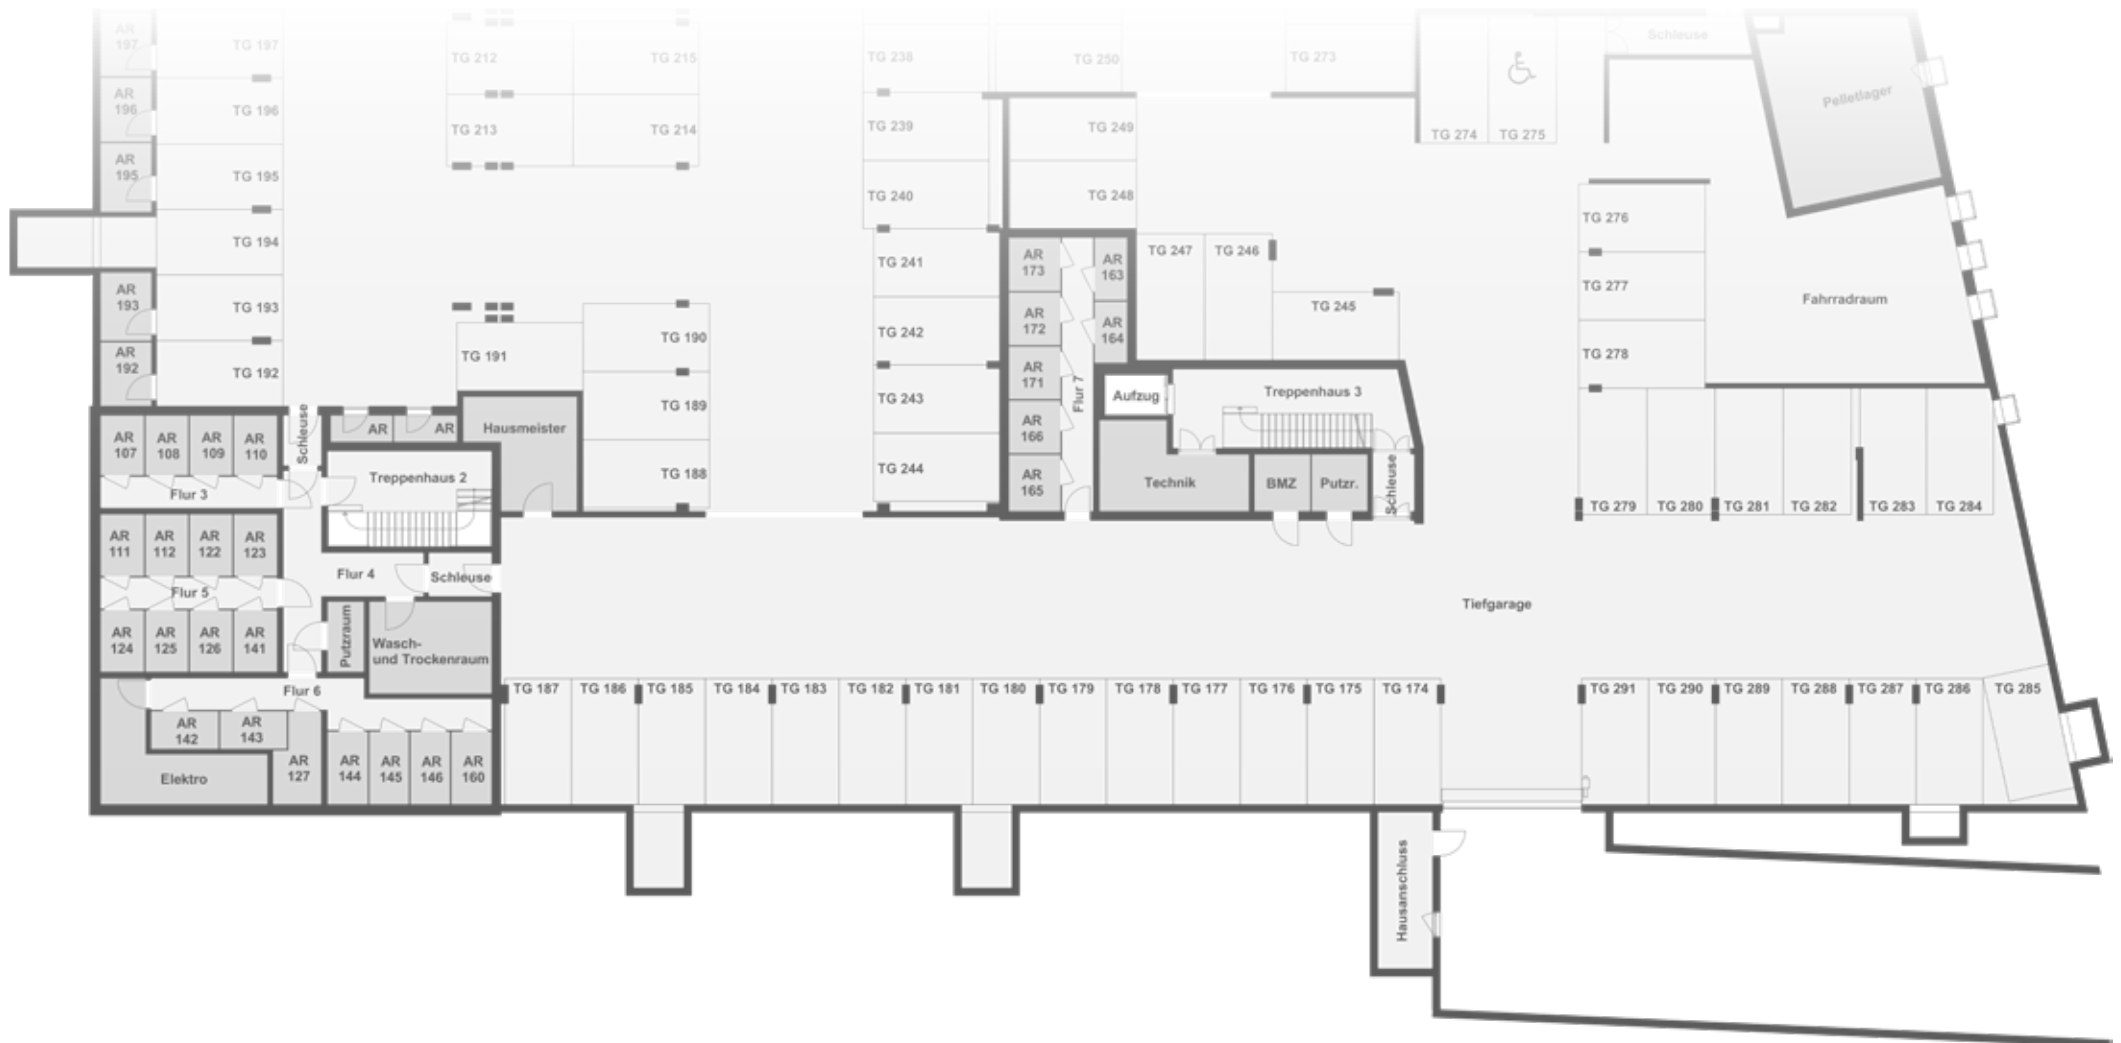 AR
197
TG 197
TG 212
TG 215
TG 238
TG 250
TG 273
Schleuse
AR
196
TG 196
TG 213
TG 214
TG 239
TG 249
TG 274
TG 275
Pelletlager
AR
195
TG 195
TG 240
TG 248
TG 276
TG 194
TG 241
AR
173
AR
163
TG 247
TG 246
TG 277
Fahrradraum
AR
193
TG 193
TG 190
TG 242
AR
172
AR
164
TG 245
AR
192
TG 192
TG 191
TG 278
AR
171
Flur 7
Aufzug
Treppenhaus 3
TG 189
TG 243
AR
107
AR
108
AR
109
AR
110
Schleuse
AR
AR
Hausmeister
AR
166
Treppenhaus 2
TG 188
TG 244
AR
165
Technik
BMZ
Putzr.
Schleuse
Flur 3
TG 279
TG 280
TG 281
TG 282
TG 283
TG 284
AR
111
AR
112
AR
122
AR
123
Flur 4
Schleuse
Flur 5
Tiefgarage
AR
124
AR
125
AR
126
AR
141
Putzraum
Wasch-
und Trockenraum
Flur 6
TG 187
TG 186
TG 185
TG 184
TG 183
TG 182
TG 181
TG 180
TG 179
TG 178
TG 177
TG 176
TG 175
TG 174
TG 291
TG 290
TG 289
TG 288
TG 287
TG 286
TG 285
AR
142
AR
143
Elektro
AR
127
AR
144
AR
145
AR
146
AR
160
Hausanschluss